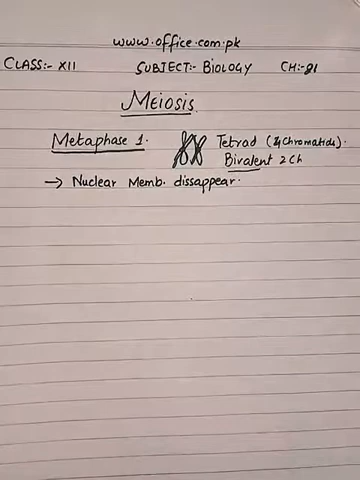 www.office.com.pk
CLASS:- XII SUBJECT:- BIOLOGY CH:-21
MEIOSIS
Metaphase 1. Tetrad (4 Chromatids).
Bivalent 2 Ch
→ Nuclear Memb. dissappear.